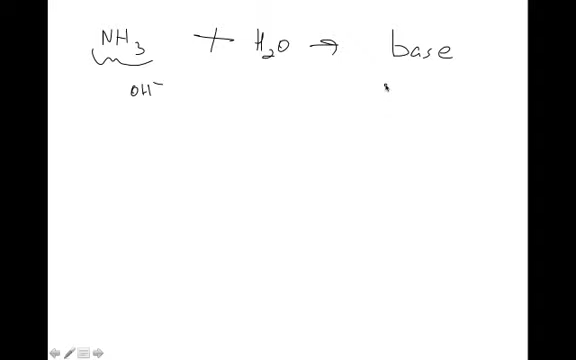 NH₃ + H₂O → base
OH⁻